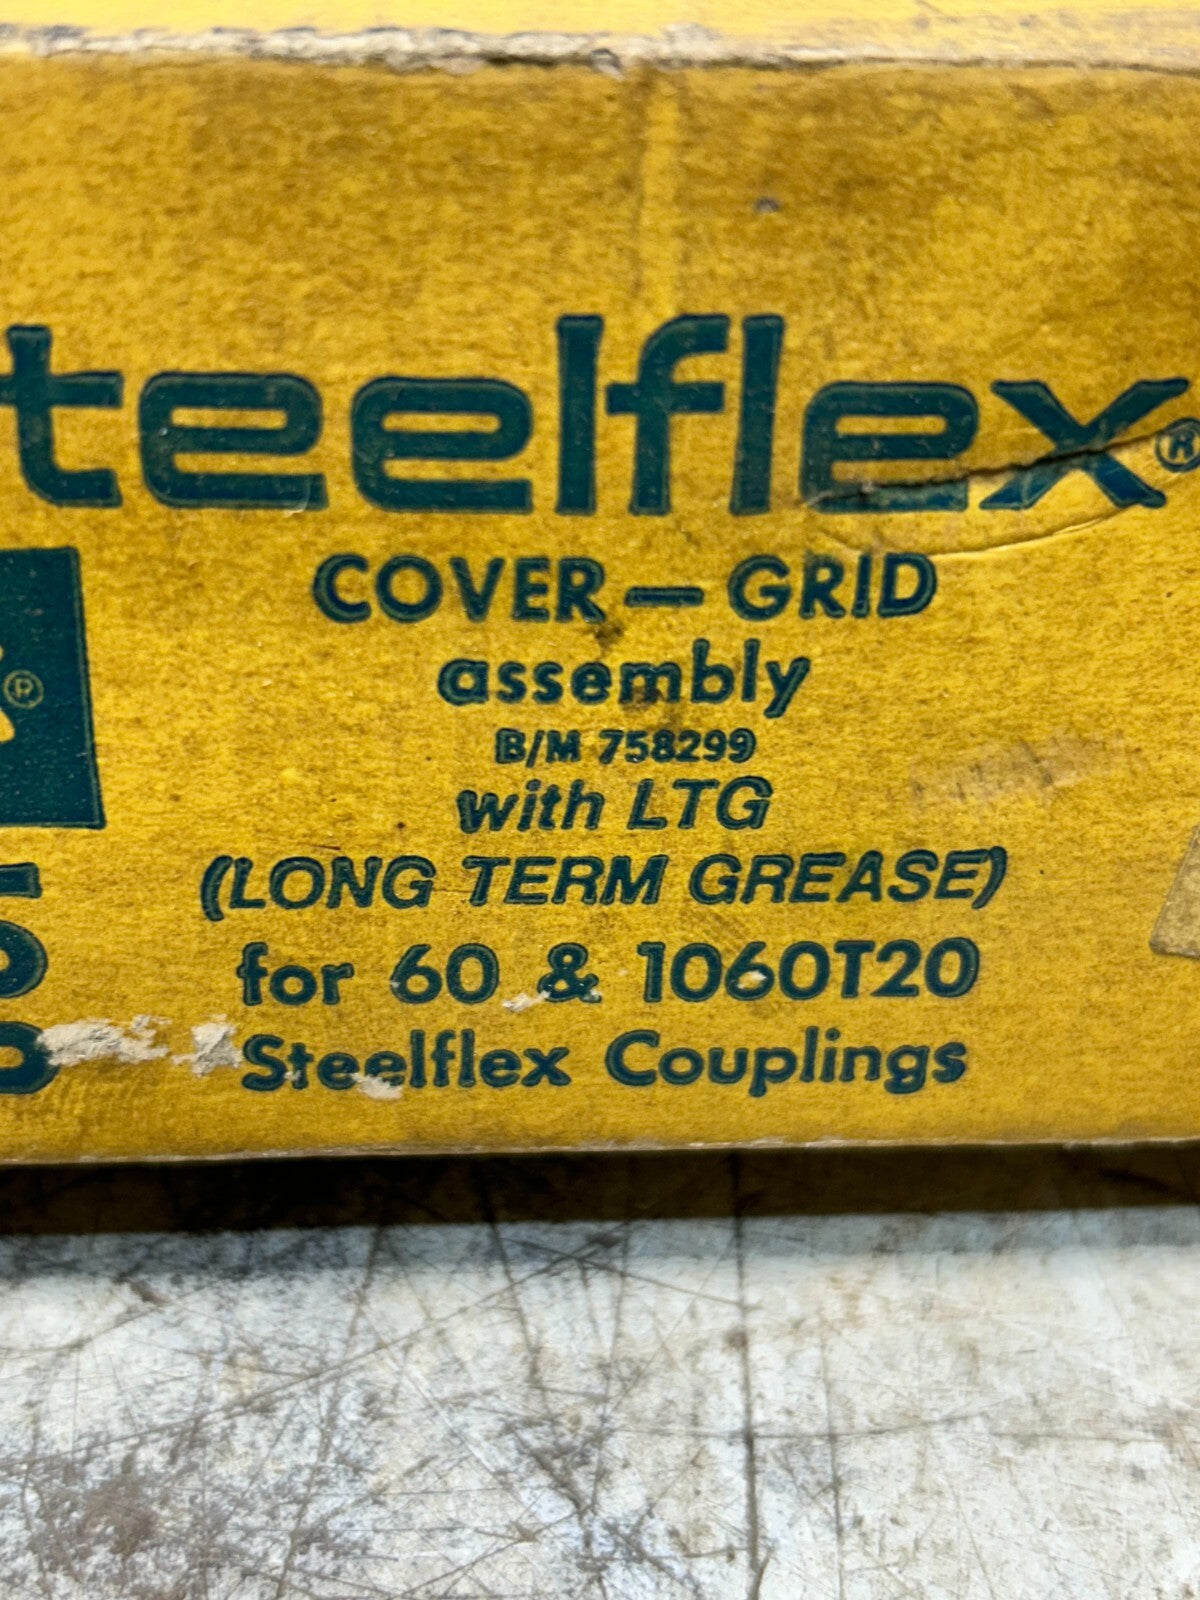 teelflex®
COVER — GRID
assembly
B/M 758299
with LTG
(LONG TERM GREASE)
for 60 & 1060T20
Steelflex Couplings
®